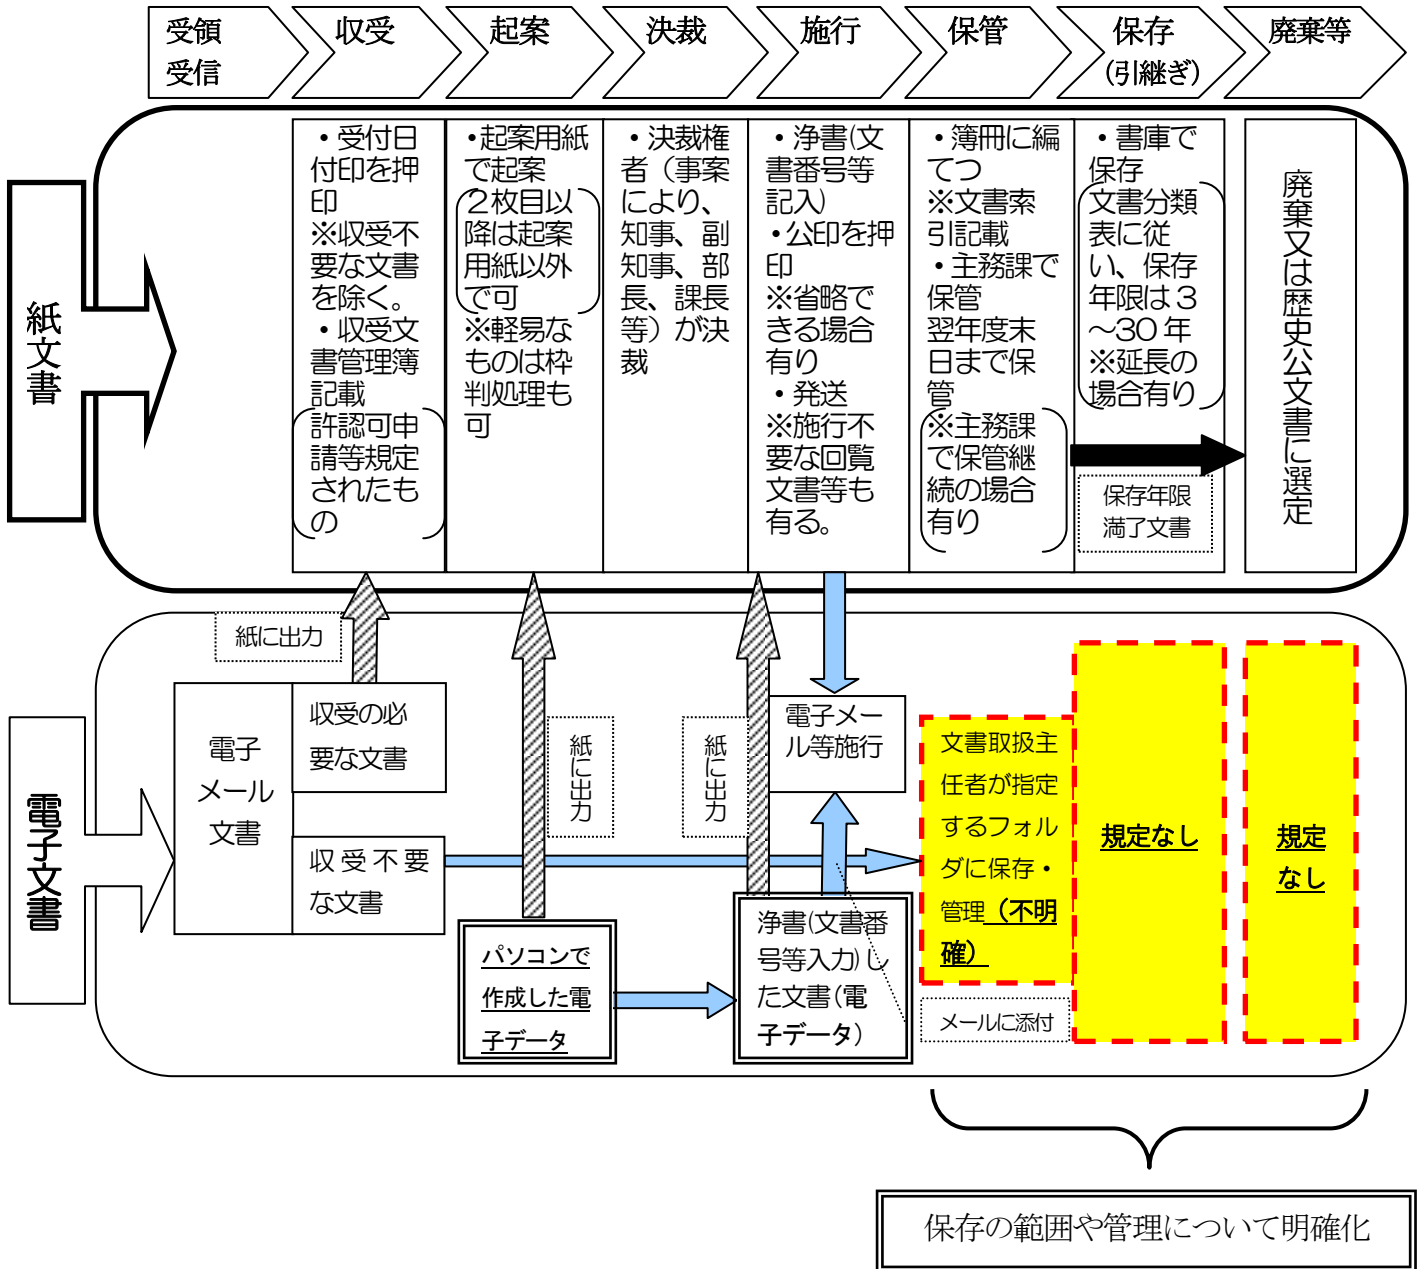 受領
受信
収受
起案
決裁
施行
保管
保存
(引継ぎ)
廃棄等
紙文書
・受付日
付印を押
印
※収受不
要な文書
を除く。
・収受文
書管理簿
記載
許認可申
請等規定
されたも
の
・起案用紙
で起案
２枚目以
降は起案
用紙以外
で可
※軽易な
ものは枠
判処理も
可
・決裁権
者（事案
により、
知事、副
知事、部
長、課長
等）が決
裁
・浄書(文
書番号等
記入)
・公印を押
印
※省略で
きる場合
有り
・発送
※施行不
要な回覧
文書等も
有る。
・簿冊に編
てつ
※文書索
引記載
・主務課で
保管
翌年度末
日まで保
管
※主務課
で保管継
続の場合
有り
・書庫で
保存
文書分類
表に従
い、保存
年限は３
～30 年
※延長の
場合有り
保存年限
満了文書
廃棄又は歴史公文書に選定
電子文書
紙に出力
電子
メール
文書
収受の必
要な文書
収受不要
な文書
紙に出力
パソコンで
作成した電
子データ
紙に出力
電子メー
ル等施行
浄書(文書番
号等入力)し
た文書(電
子データ）
文書取扱主
任者が指定
するフォル
ダに保存・
管理（不明
確）
メールに添付
規定なし
規定
なし
保存の範囲や管理について明確化